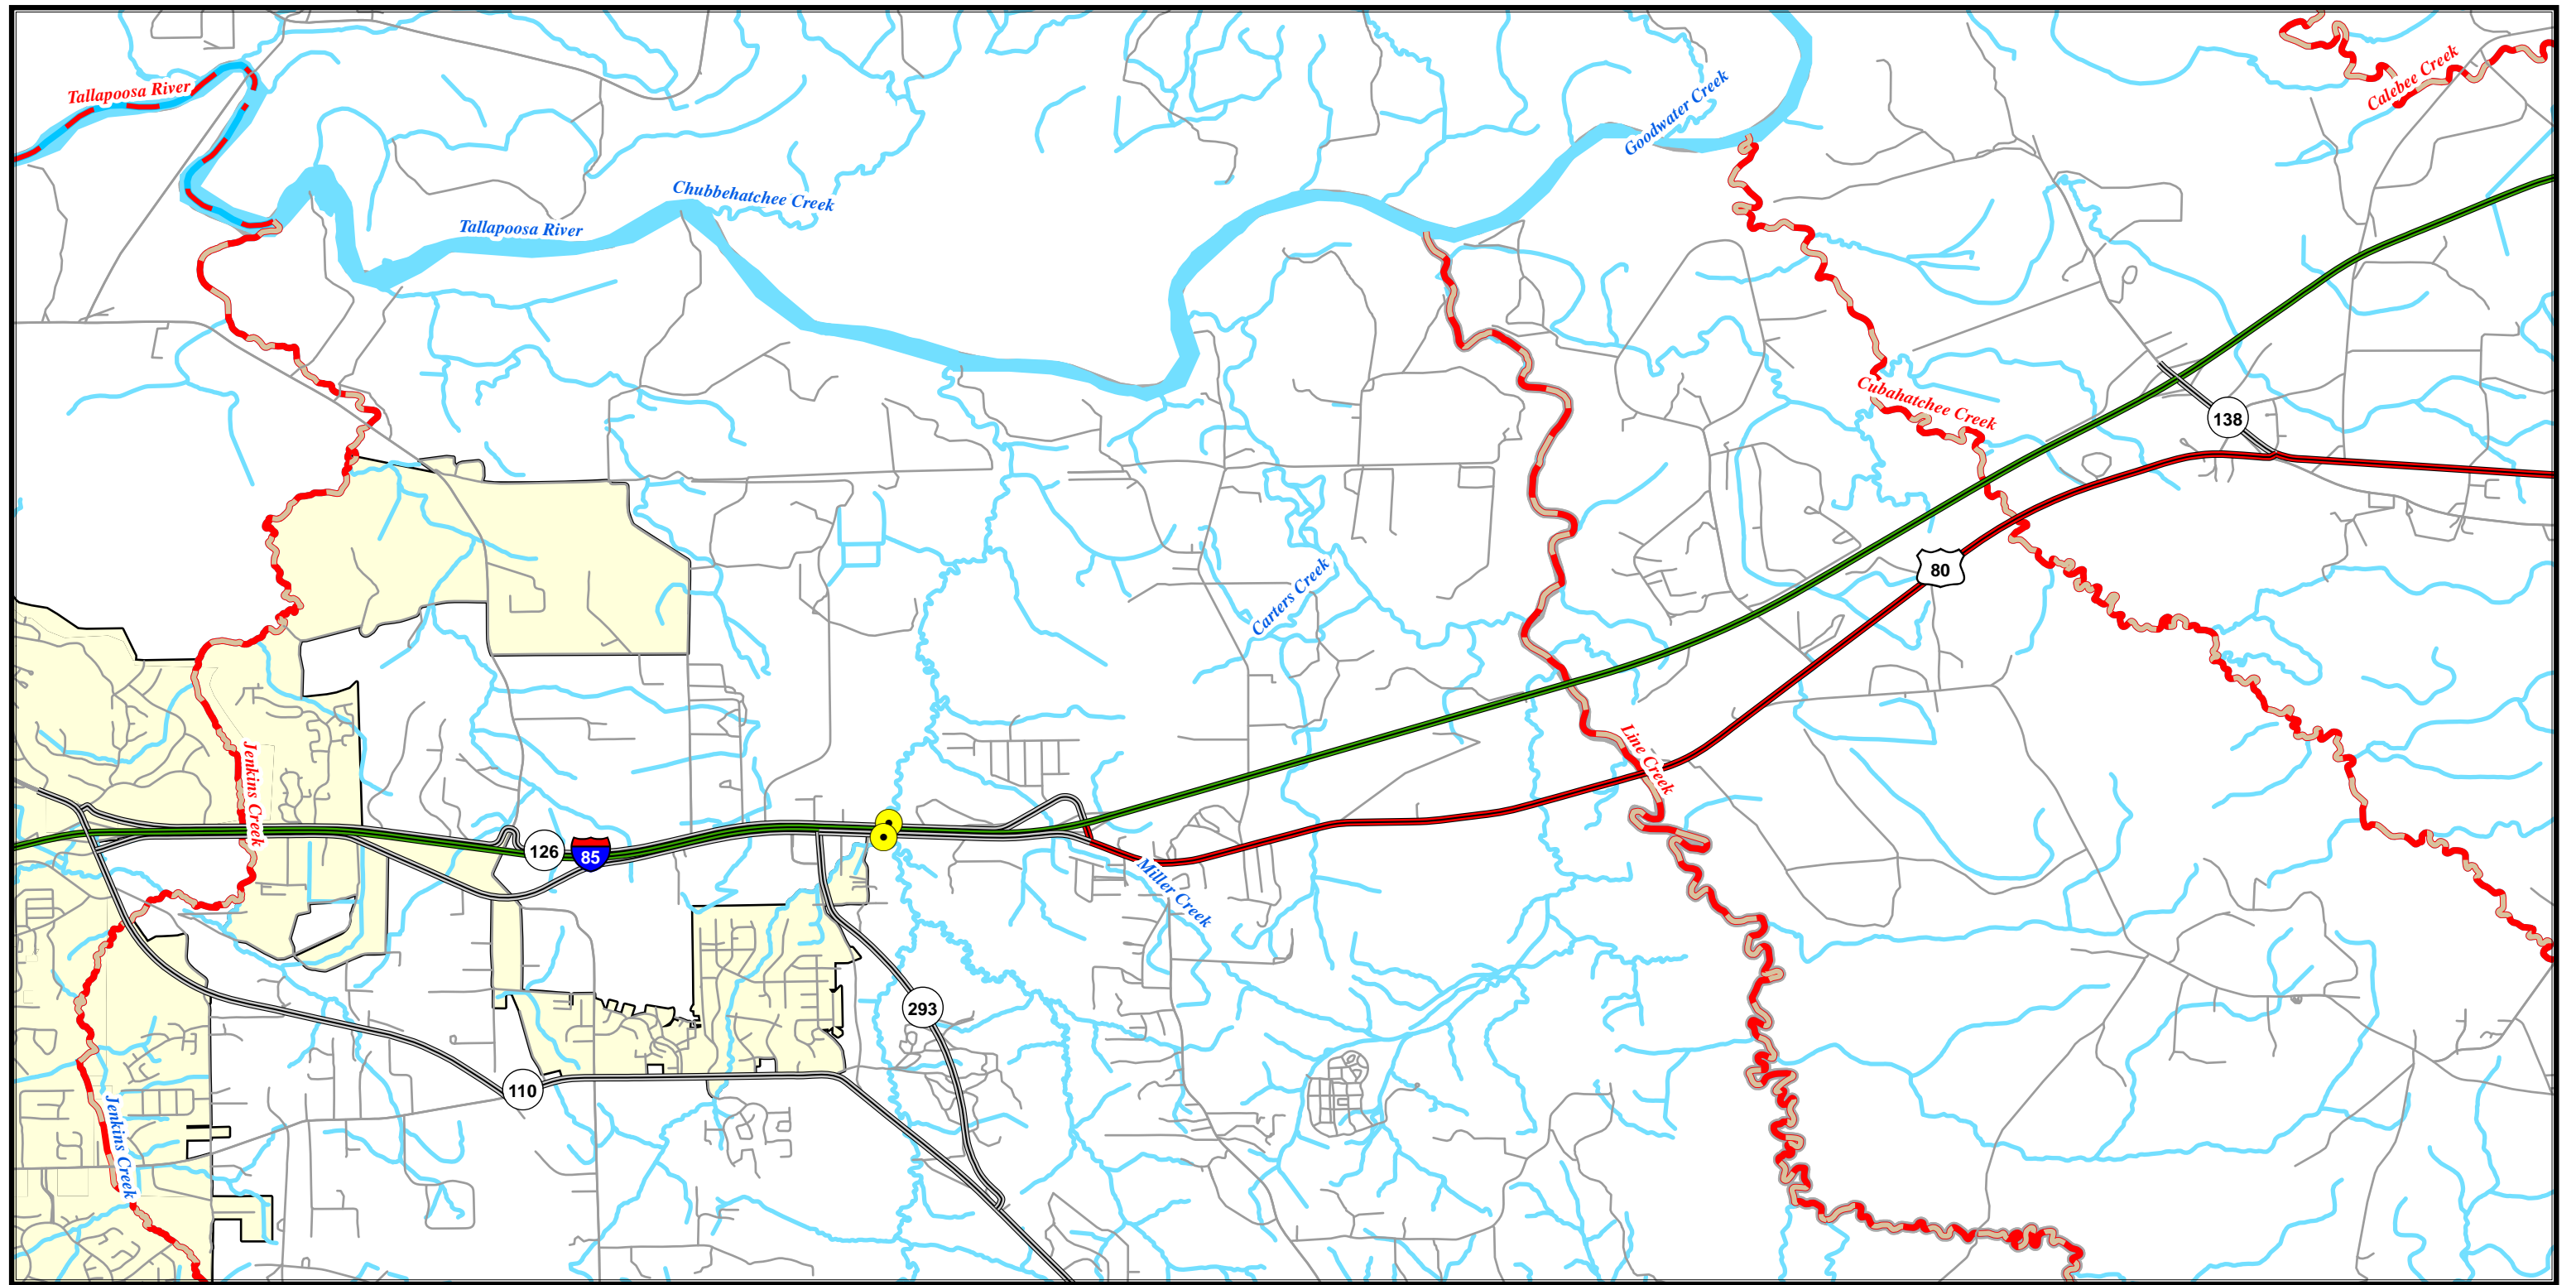 Calebee Creek
Tallapoosa River
Goodwater Creek
Chubbehatchee Creek
Tallapoosa River
Cubahatchee Creek
138
80
Carters Creek
Line Creek
Jenkins Creek
126
85
Miller Creek
293
110
Jenkins Creek